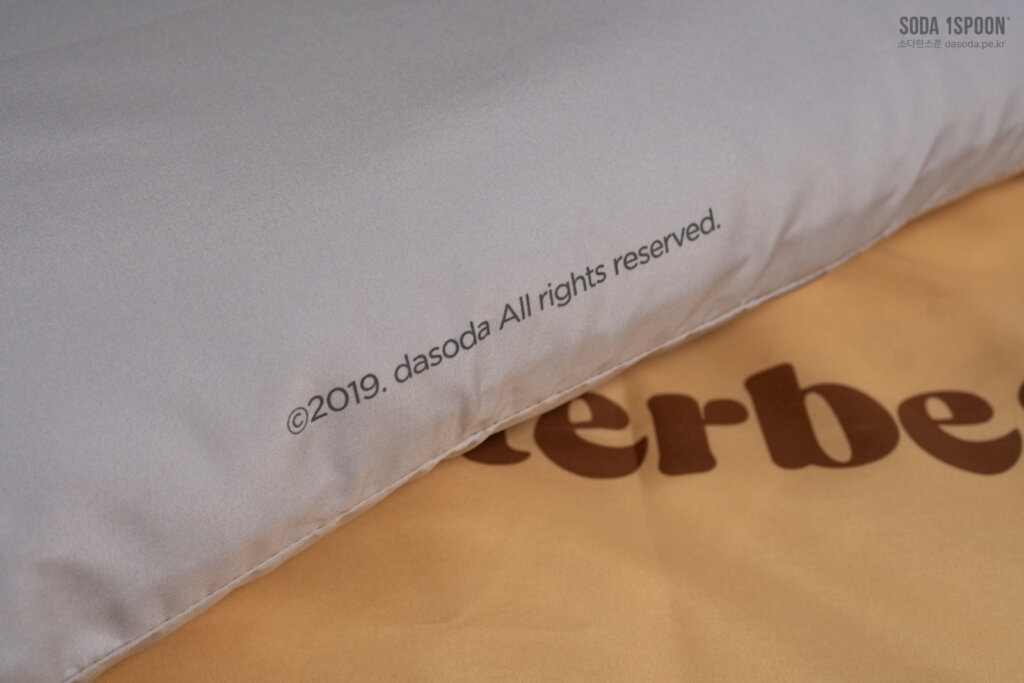 SODA 1SPOON
소다한스푼 dasoda.pe.kr
©2019. dasoda All rights reserved.
erbe